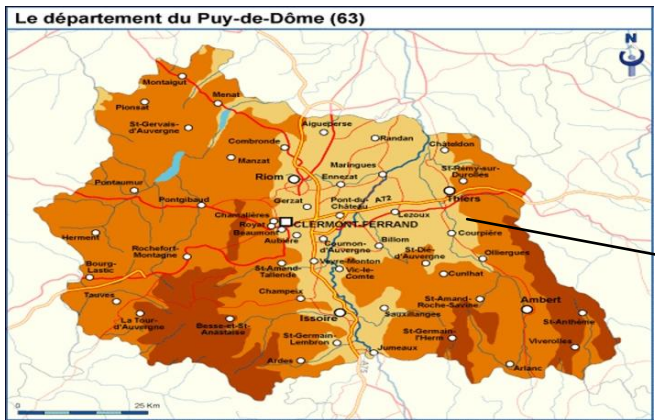 Le département du Puy-de-Dôme (63)
N
Montaigut
Menat
Pionsat
St-Gervais-
d'Auvergne
Aigueperse
Randan
Combronde
Châteldon
Manzat
Maringues
St-Rémy-sur-
Durolles
Riom
Ennezat
Pontaumur
Thiers
Pontgibaud
Gerzat
Pont-du-
Château
A72
Lezoux
Chamalières
CLERMONT-FERRAND
Royat
Beaumont
Aubière
Herment
Cournon-
d'Auvergne
Billom
Courpière
Rochefort-
Montagne
St-Die-
d'Auvergne
Olliergues
Bourg-
Lastic
St-Amand-
Tallende
Veyre-Monton
Vic-le-
Comte
Cunlhat
Tauves
Champeix
St-Amand-
Roche-Savine
Ambert
La Tour-
d'Auvergne
Besse-et-St-
Anastaise
Issoire
Sauxillanges
St-Anthème
St-Germain-
Lembron
St-Germain-
l'Herm
Viverolles
Ardes
Jumeaux
Arlanc
0
25 Km